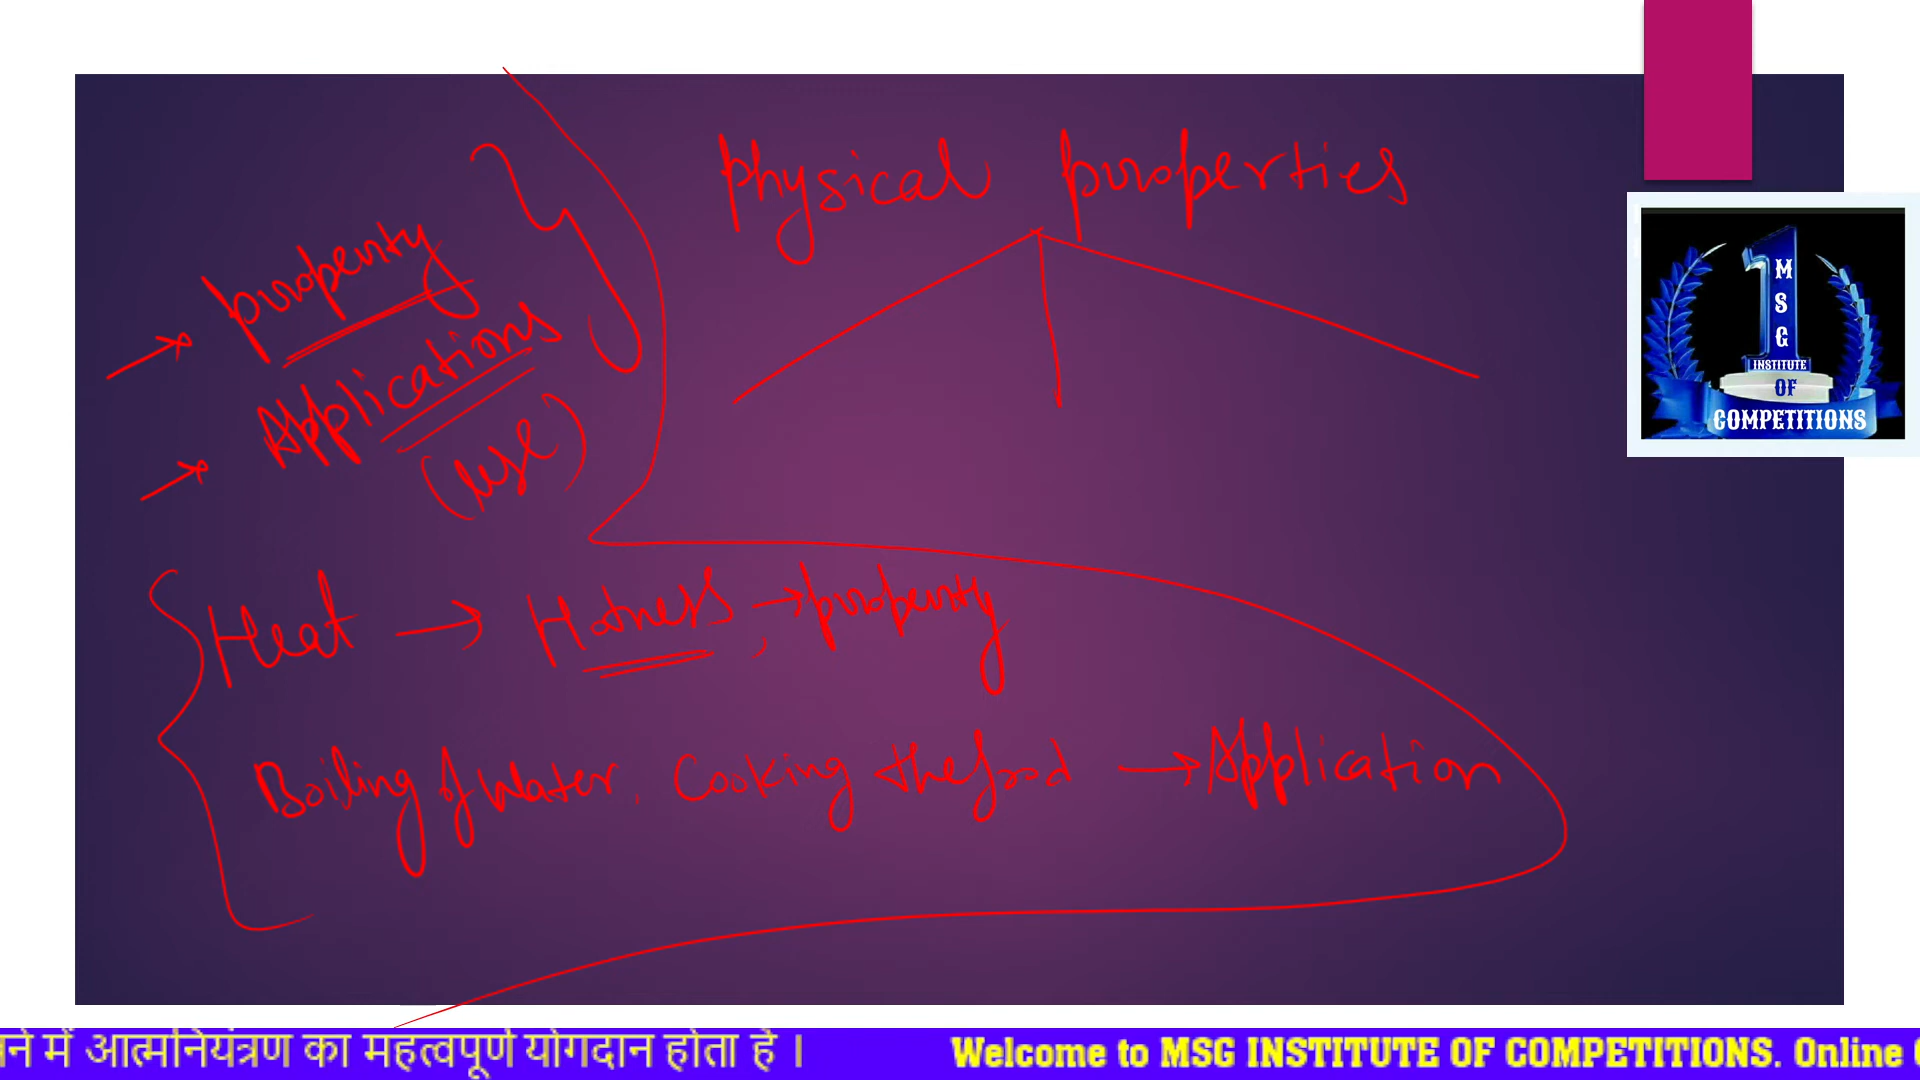 Physical properties
→ property
→ Applications
(use)
Heat → Hotness, → property
Boiling of Water, Cooking the food → Application
M
S
G
INSTITUTE
OF
COMPETITIONS
ने में आत्मनियंत्रण का महत्वपूर्ण योगदान होता है । Welcome to MSG INSTITUTE OF COMPETITIONS. Online